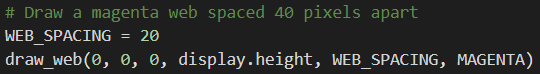 # Draw a magenta web spaced 40 pixels apart
WEB_SPACING = 20
draw_web(0, 0, 0, display.height, WEB_SPACING, MAGENTA)